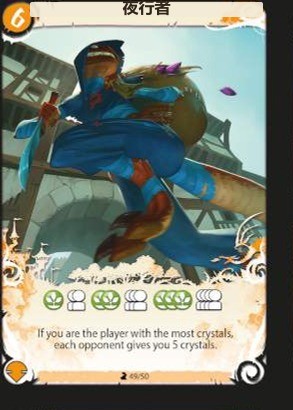 夜行者
6
If you are the player with the most crystals,
each opponent gives you 5 crystals.
49/50